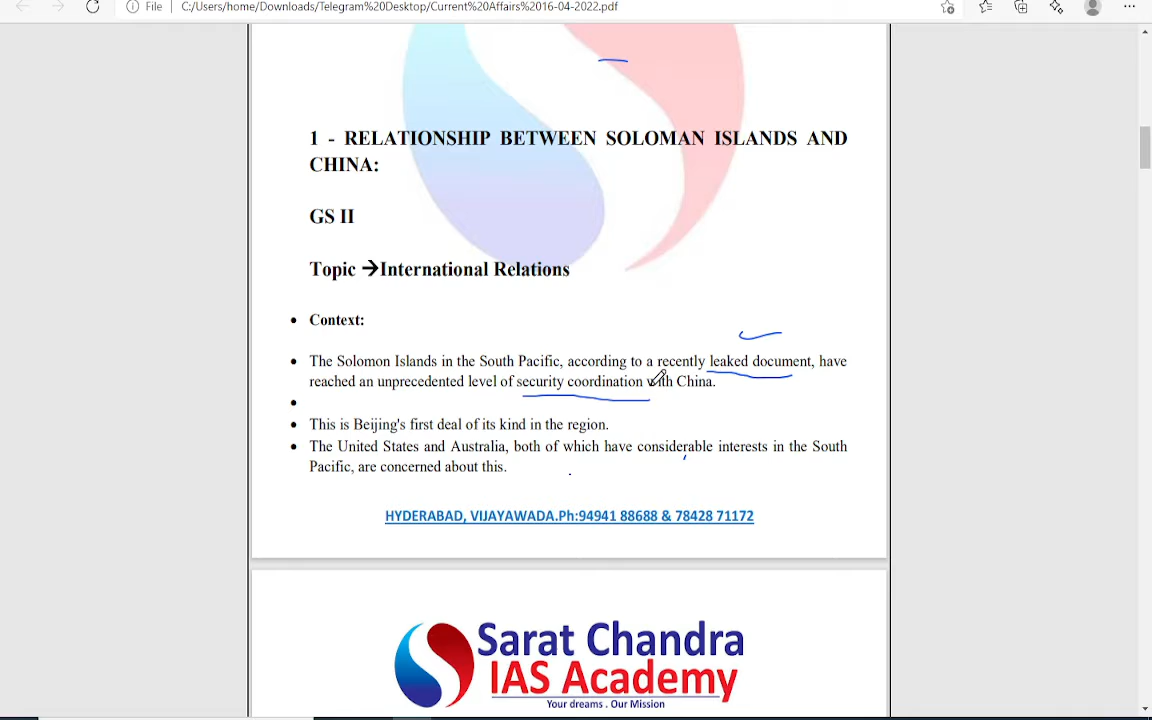 File C:/Users/home/Downloads/Telegram%20Desktop/Current%20Affairs%2016-04-2022.pdf
1 - RELATIONSHIP BETWEEN SOLOMAN ISLANDS AND
CHINA:
GS II
Topic →International Relations
• Context:
• The Solomon Islands in the South Pacific, according to a recently leaked document, have
reached an unprecedented level of security coordination with China.
•
• This is Beijing's first deal of its kind in the region.
• The United States and Australia, both of which have considerable interests in the South
Pacific, are concerned about this.
HYDERABAD, VIJAYAWADA.Ph:94941 88688 & 78428 71172
Sarat Chandra
IAS Academy
Your dreams . Our Mission